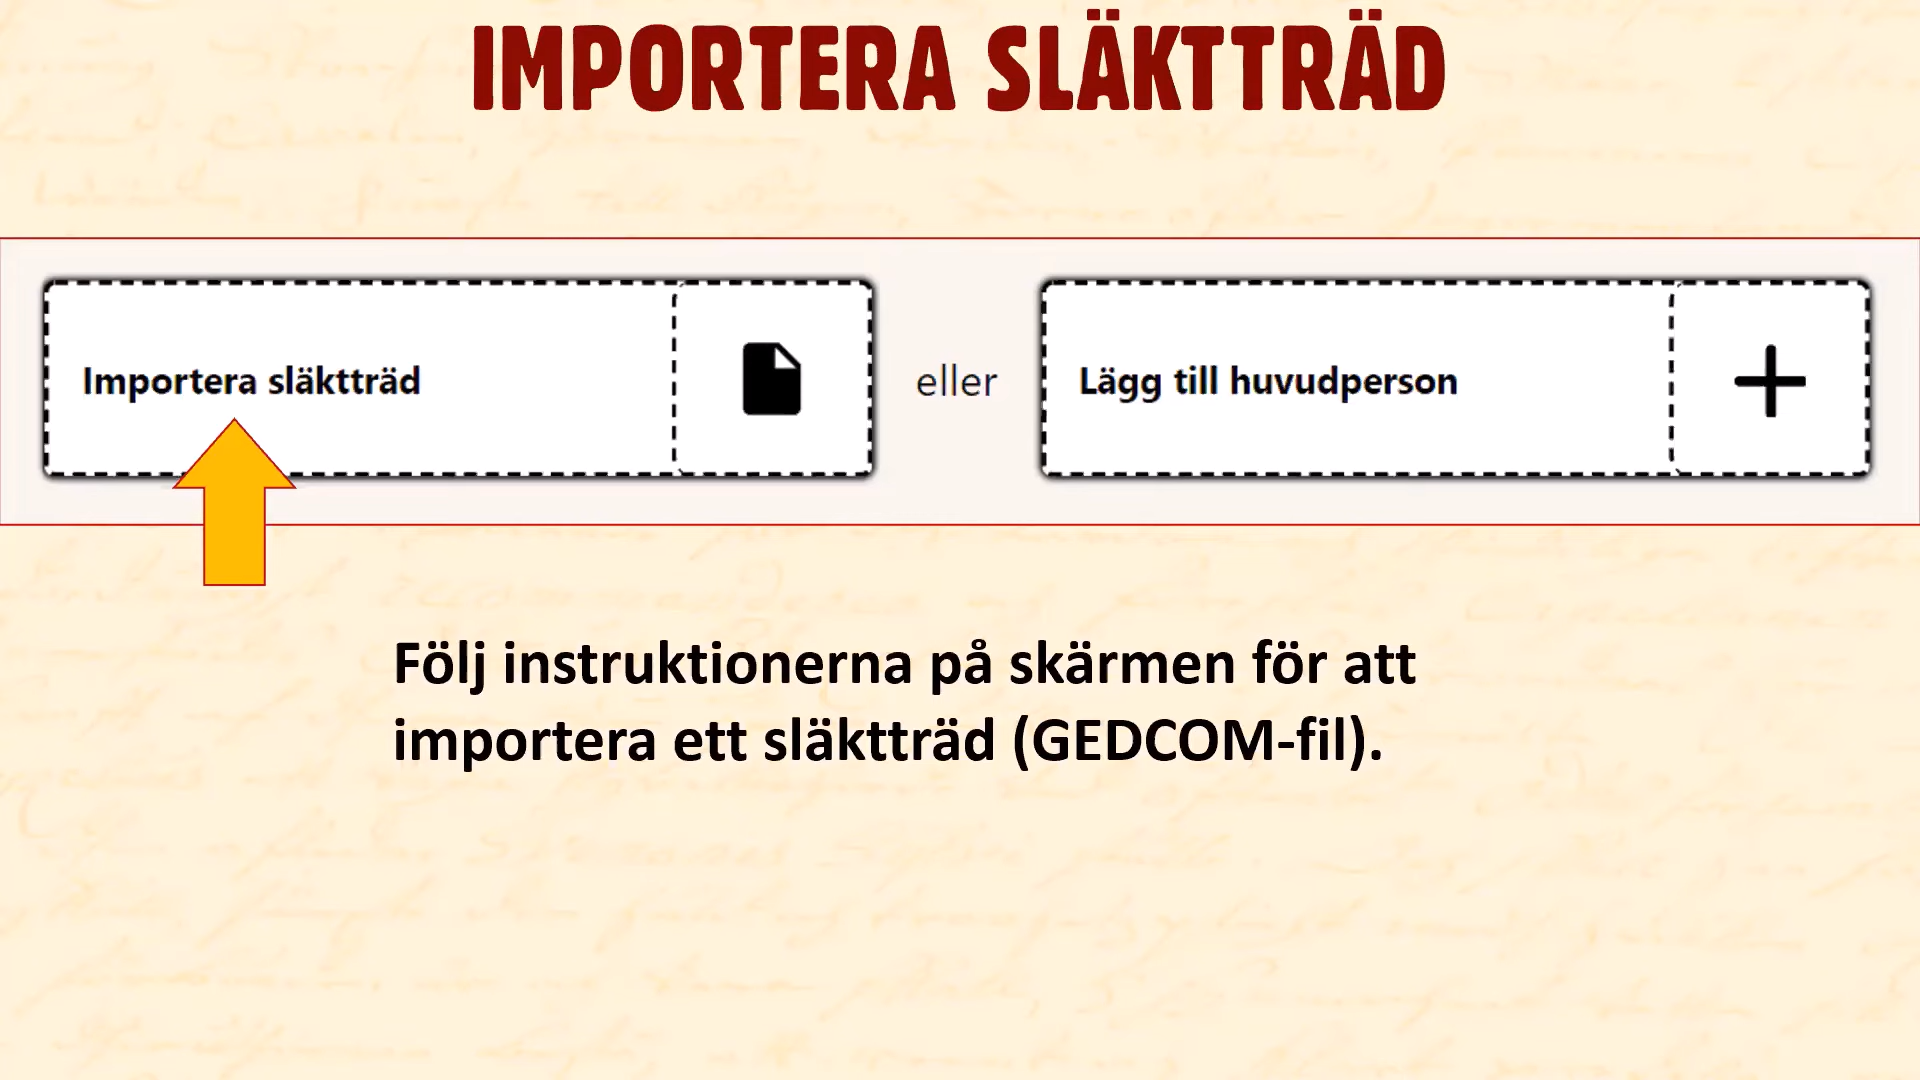 IMPORTERA SLÄKTTRÄD
Importera släktträd
eller
Lägg till huvudperson
Följ instruktionerna på skärmen för att
importera ett släktträd (GEDCOM-fil).